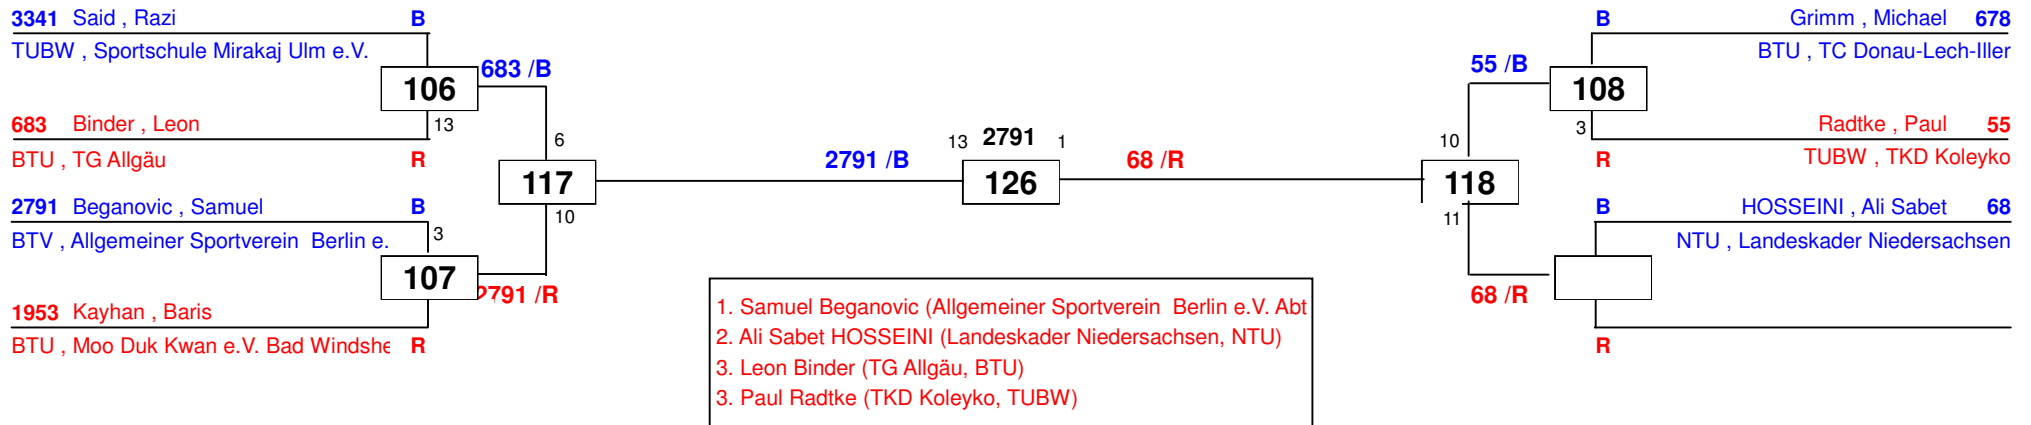 3341 Said , Razi B
TUBW , Sportschule Mirakaj Ulm e.V.
106
683 /B
683 Binder , Leon
13
BTU , TG Allgäu R
6
117
10
2791 Beganovic , Samuel B
BTV , Allgemeiner Sportverein Berlin e.
3
107
2791 /R
1953 Kayhan , Baris
BTU , Moo Duk Kwan e.V. Bad Windshe R
2791 /B
13 2791 1
126
68 /R
B Grimm , Michael 678
BTU , TC Donau-Lech-Iller
55 /B
108
3
Radtke , Paul 55
R TUBW , TKD Koleyko
10
118
11
B HOSSEINI , Ali Sabet 68
NTU , Landeskader Niedersachsen
68 /R
R
1. Samuel Beganovic (Allgemeiner Sportverein Berlin e.V. Abt
2. Ali Sabet HOSSEINI (Landeskader Niedersachsen, NTU)
3. Leon Binder (TG Allgäu, BTU)
3. Paul Radtke (TKD Koleyko, TUBW)